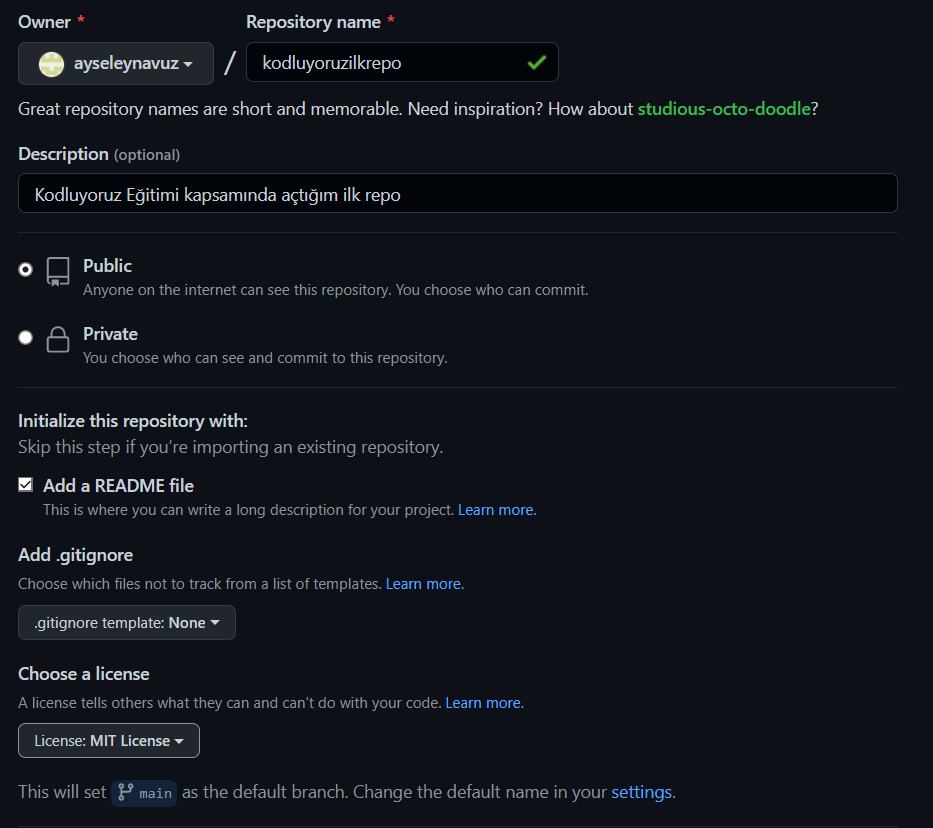 Owner * Repository name *
ayseleynavuz / kodluyoruzilkrepo
Great repository names are short and memorable. Need inspiration? How about studious-octo-doodle?
Description (optional)
Kodluyoruz Eğitimi kapsamında açtığım ilk repo
Public
Anyone on the internet can see this repository. You choose who can commit.
Private
You choose who can see and commit to this repository.
Initialize this repository with:
Skip this step if you’re importing an existing repository.
Add a README file
This is where you can write a long description for your project. Learn more.
Add .gitignore
Choose which files not to track from a list of templates. Learn more.
.gitignore template: None
Choose a license
A license tells others what they can and can't do with your code. Learn more.
License: MIT License
This will set main as the default branch. Change the default name in your settings.